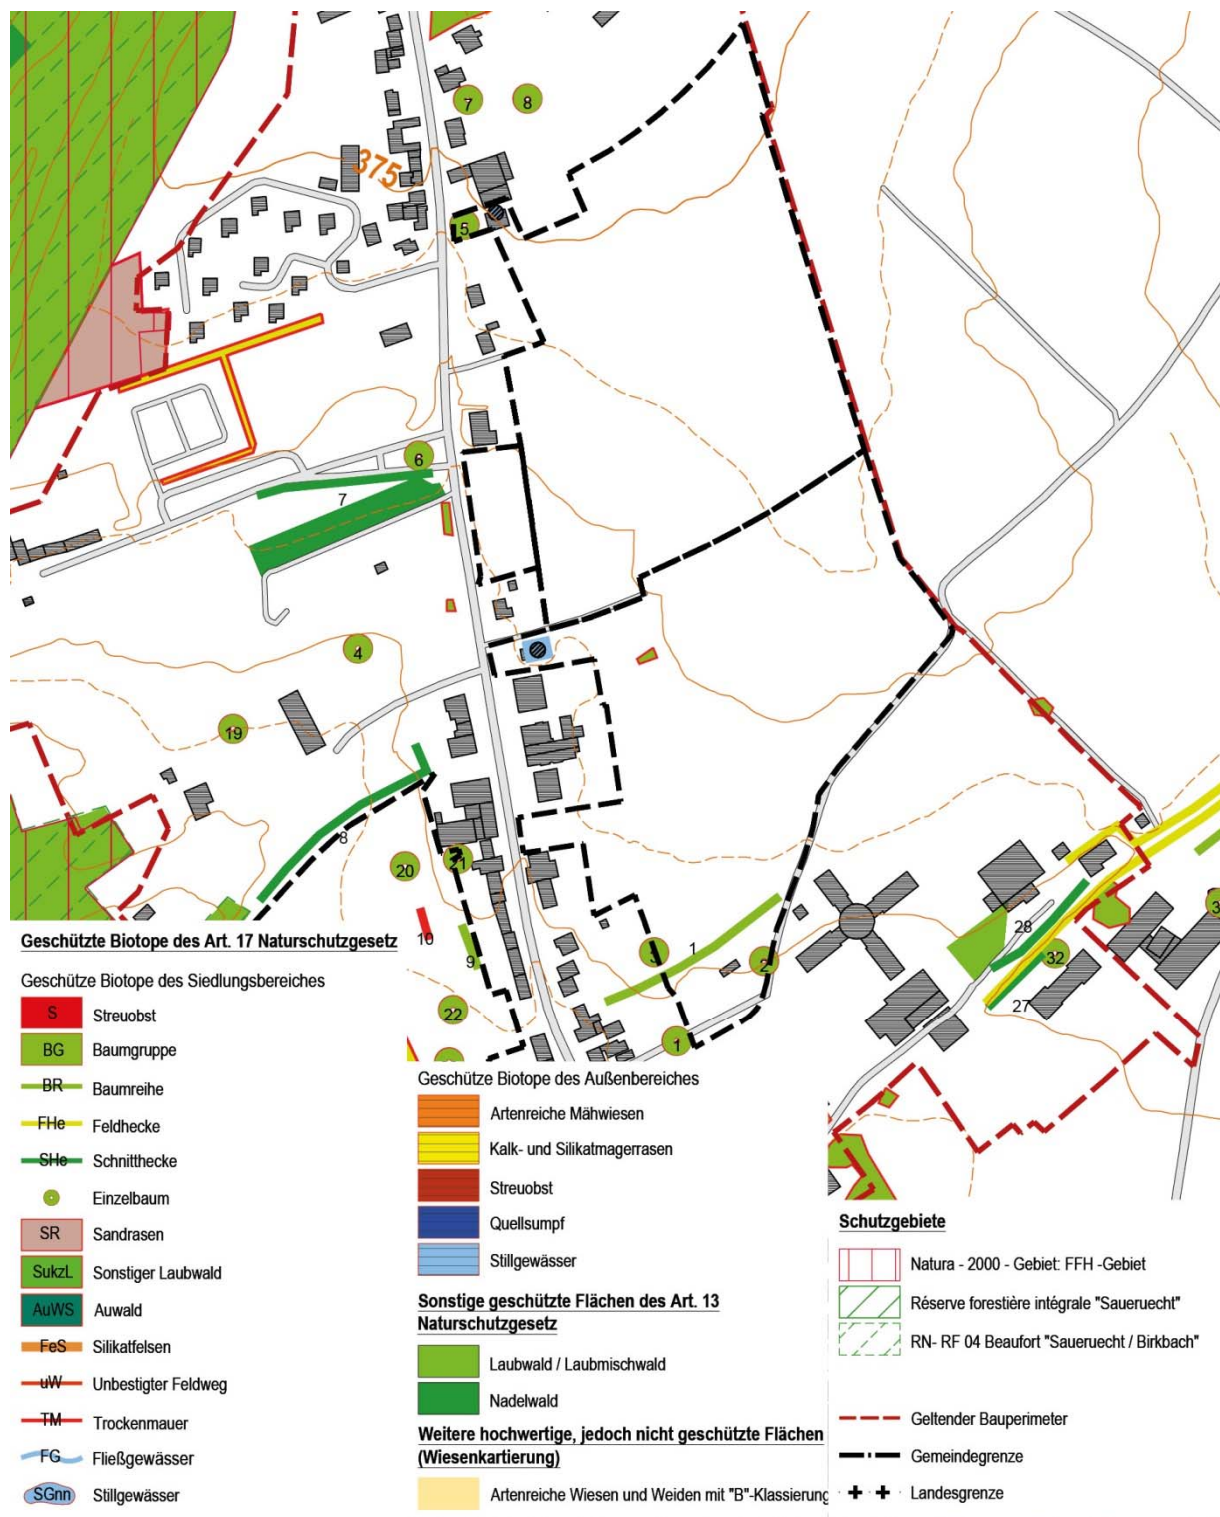 7
8
375
5
6
7
4
19
8
20
21
10
9
3
1
2
22
1
28
32
27
3
Geschützte Biotope des Art. 17 Naturschutzgesetz
Geschütze Biotope des Siedlungsbereiches
S Streuobst
BG Baumgruppe
BR Baumreihe
FHe Feldhecke
SHe Schnitthecke
Einzelbaum
SR Sandrasen
SukzL Sonstiger Laubwald
AuWS Auwald
FeS Silikatfelsen
uW Unbestigter Feldweg
TM Trockenmauer
FG Fließgewässer
SGnn Stillgewässer
Geschütze Biotope des Außenbereiches
Artenreiche Mähwiesen
Kalk- und Silikatmagerrasen
Streuobst
Quellsumpf
Stillgewässer
Sonstige geschützte Flächen des Art. 13
Naturschutzgesetz
Laubwald / Laubmischwald
Nadelwald
Weitere hochwertige, jedoch nicht geschützte Flächen
(Wiesenkartierung)
Artenreiche Wiesen und Weiden mit "B"-Klassierung
Schutzgebiete
Natura - 2000 - Gebiet: FFH -Gebiet
Réserve forestière intégrale "Saueruecht"
RN- RF 04 Beaufort "Saueruecht / Birkbach"
Geltender Bauperimeter
Gemeindegrenze
Landesgrenze